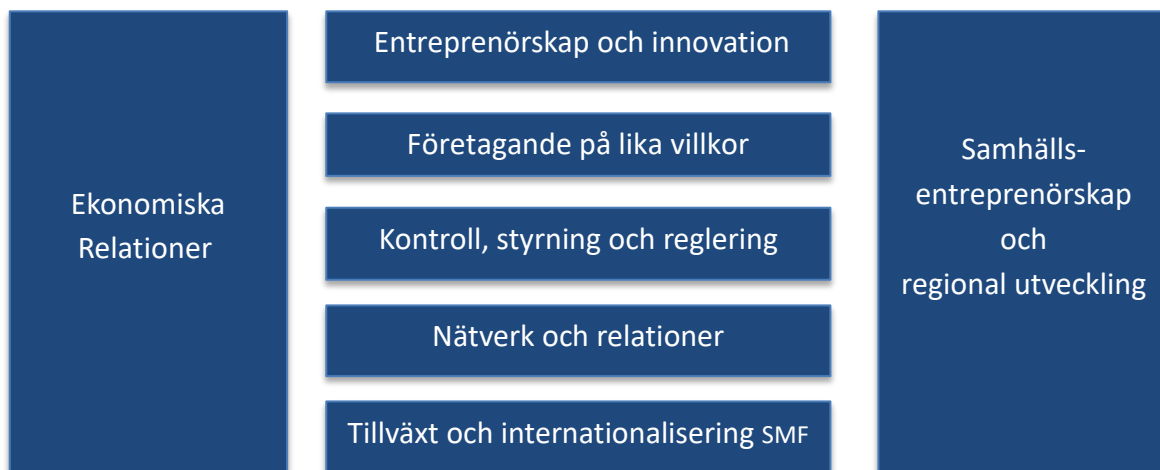 Ekonomiska
Relationer
Entreprenörskap och innovation
Företagande på lika villkor
Kontroll, styrning och reglering
Nätverk och relationer
Tillväxt och internationalisering SMF
Samhälls-
entreprenörskap
och
regional utveckling